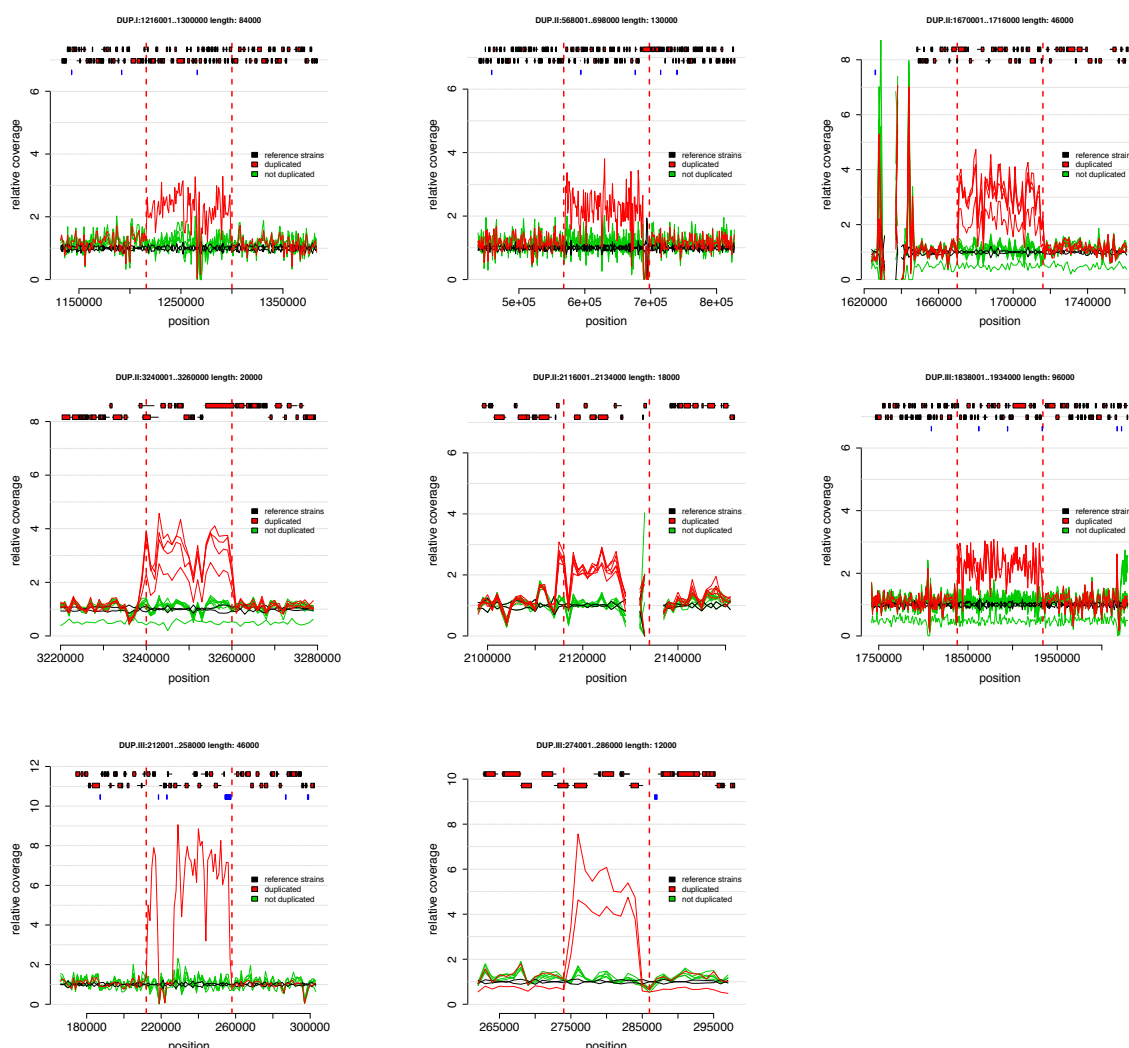 DUP.I:1216001..1300000 length: 84000
relative coverage
0 2 4 6
reference strains
duplicated
not duplicated
1150000 1250000 1350000
position
DUP.II:568001..698000 length: 130000
relative coverage
0 2 4 6
reference strains
duplicated
not duplicated
5e+05 6e+05 7e+05 8e+05
position
DUP.II:1670001..1716000 length: 46000
relative coverage
0 2 4 6 8
reference strains
duplicated
not duplicated
1620000 1660000 1700000 1740000
position
DUP.II:3240001..3260000 length: 20000
relative coverage
0 2 4 6 8
reference strains
duplicated
not duplicated
3220000 3240000 3260000 3280000
position
DUP.II:2116001..2134000 length: 18000
relative coverage
0 2 4 6
reference strains
duplicated
not duplicated
2100000 2120000 2140000
position
DUP.III:1838001..1934000 length: 96000
relative coverage
0 2 4 6
reference strains
duplicated
not duplicated
1750000 1850000 1950000
position
DUP.III:212001..258000 length: 46000
relative coverage
0 2 4 6 8 10 12
reference strains
duplicated
not duplicated
180000 220000 260000 300000
position
DUP.III:274001..286000 length: 12000
relative coverage
0 2 4 6 8 10
reference strains
duplicated
not duplicated
265000 275000 285000 295000
position